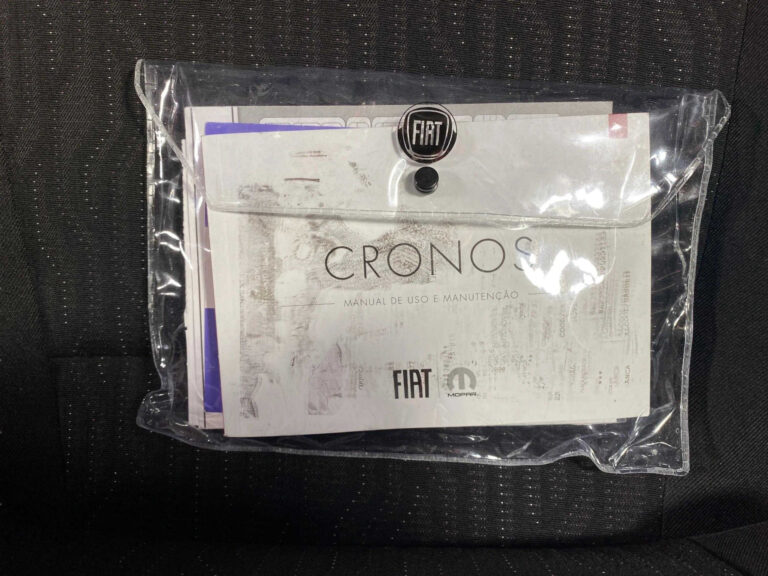 FIAT
CRONOS
MANUAL DE USO E MANUTENÇÃO
FIAT
MOPAR